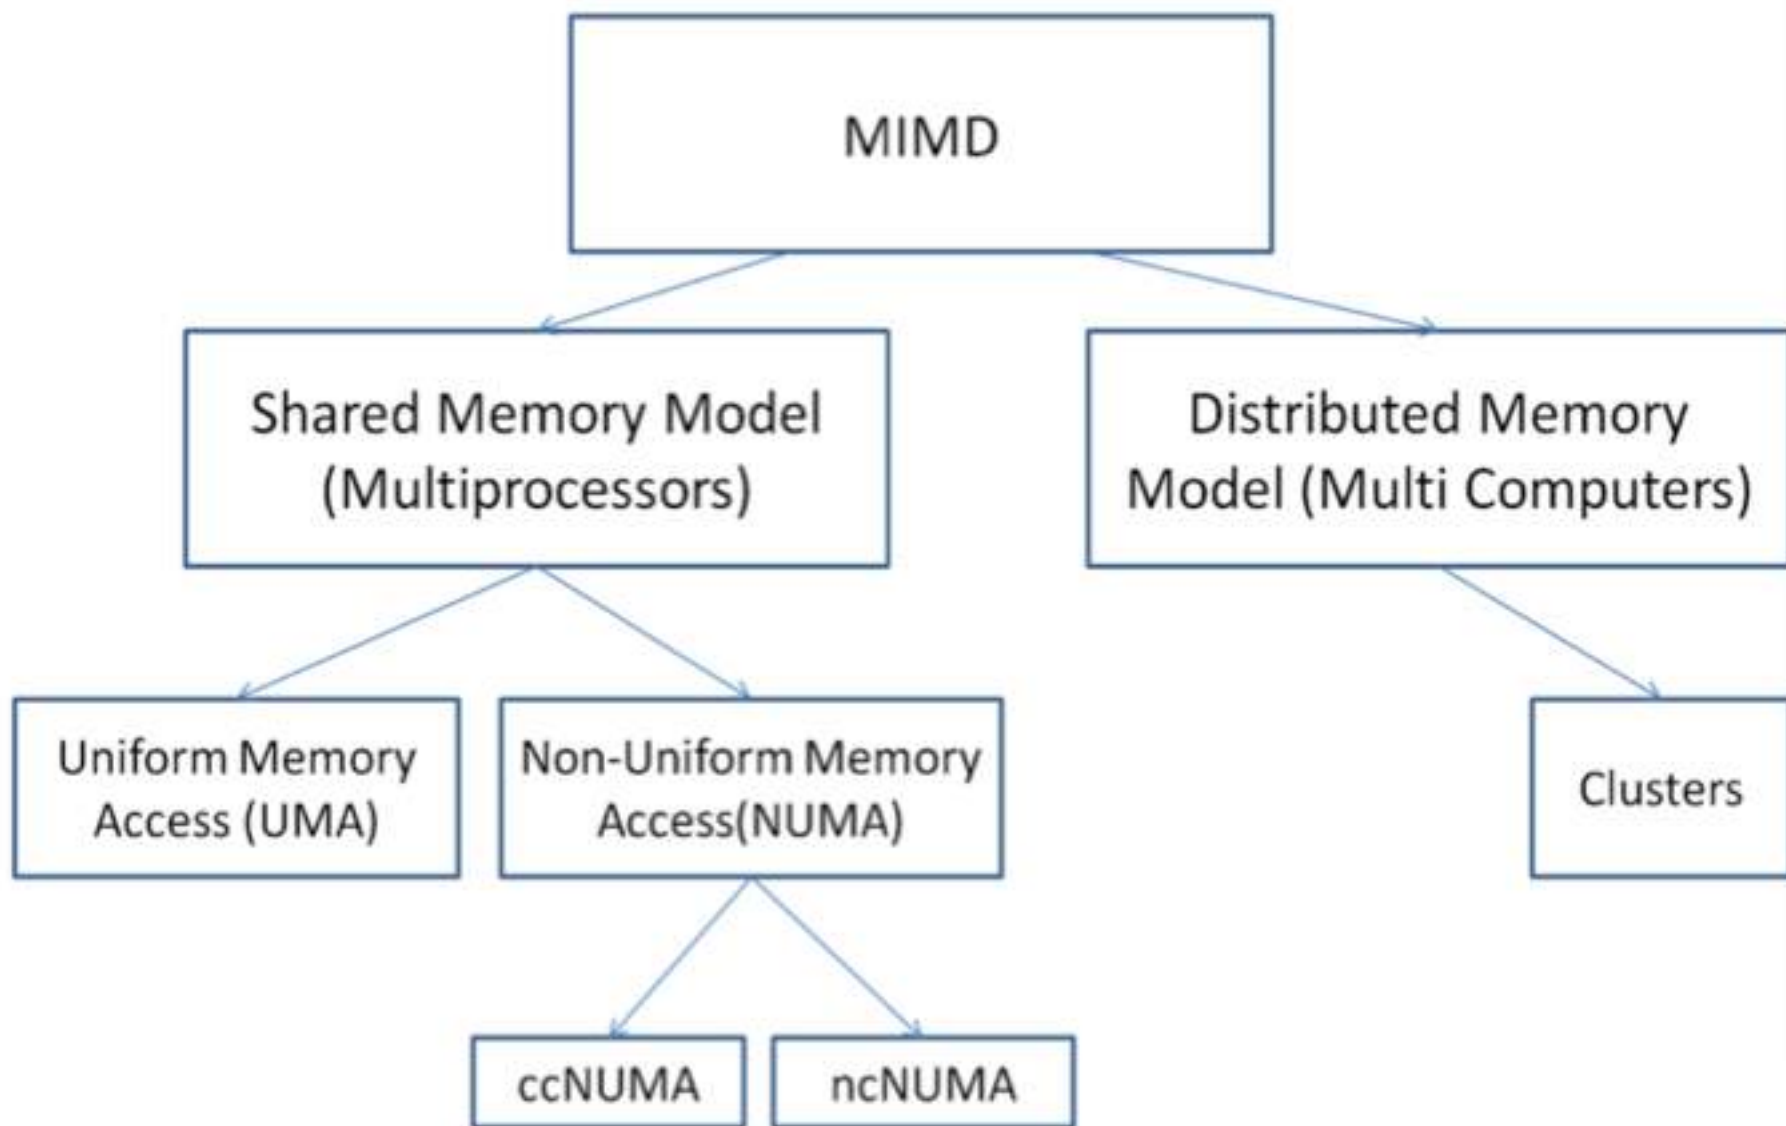 MIMD
Shared Memory Model
(Multiprocessors)
Distributed Memory
Model (Multi Computers)
Uniform Memory
Access (UMA)
Non-Uniform Memory
Access(NUMA)
Clusters
ccNUMA
ncNUMA